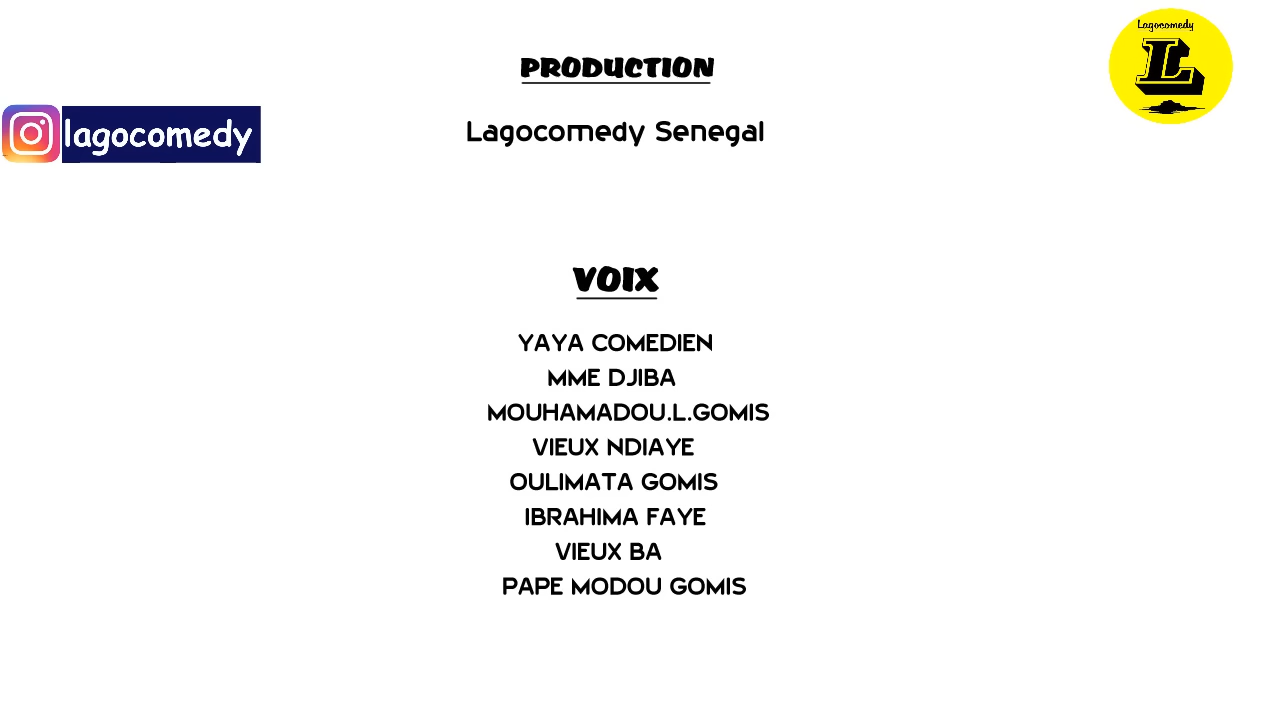 Lagocomedy
L
PRODUCTION
lagocomedy
Lagocomedy Senegal
VOIX
YAYA COMEDIEN
MME DJIBA
MOUHAMADOU.L.GOMIS
VIEUX NDIAYE
OULIMATA GOMIS
IBRAHIMA FAYE
VIEUX BA
PAPE MODOU GOMIS